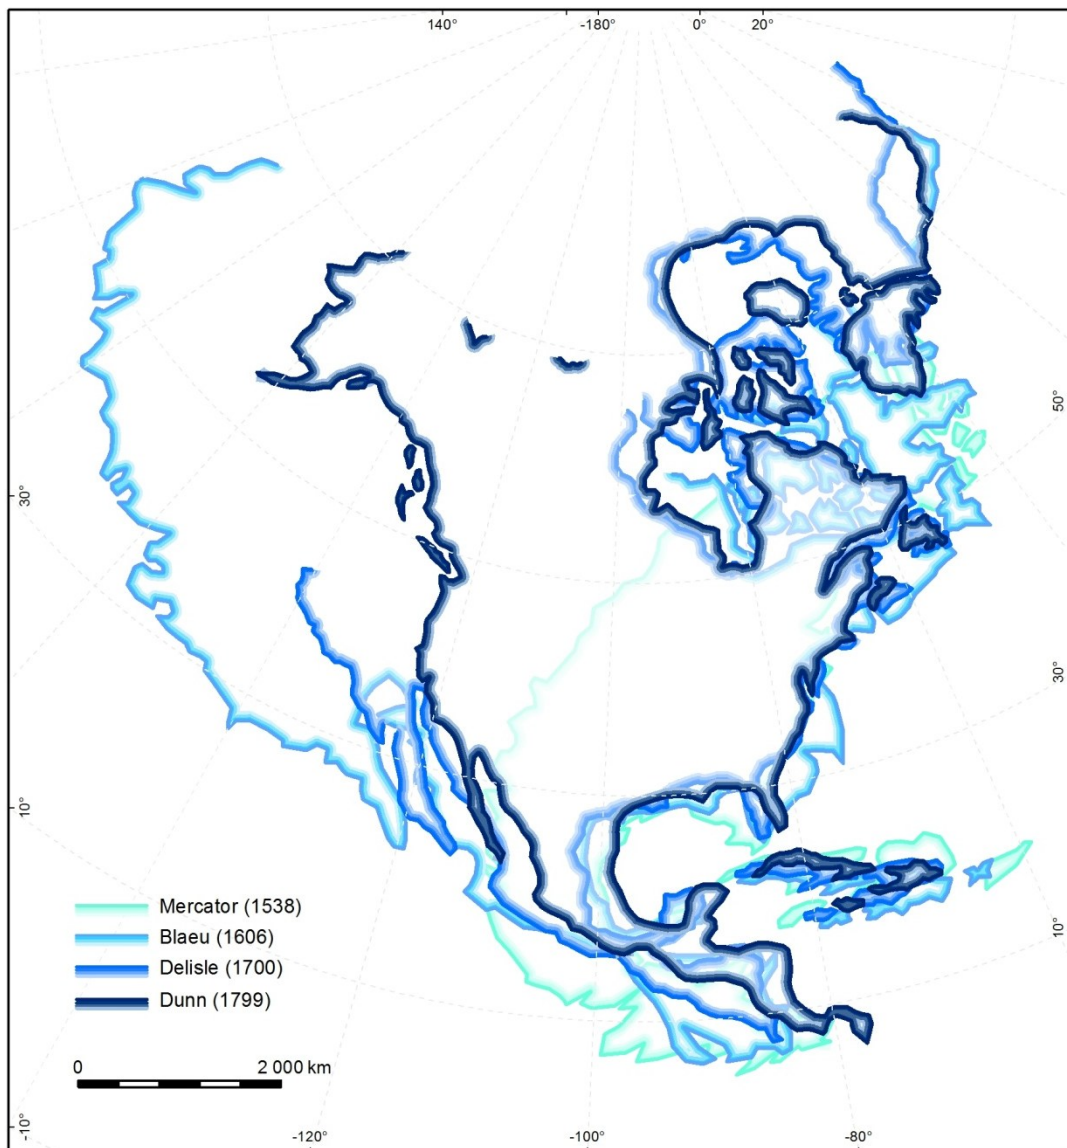 140° -180° 0° 20°
50°
30°
30°
10°
10°
Mercator (1538)
Blaeu (1606)
Delisle (1700)
Dunn (1799)
0 2 000 km
-10°
-120° -100° -80°